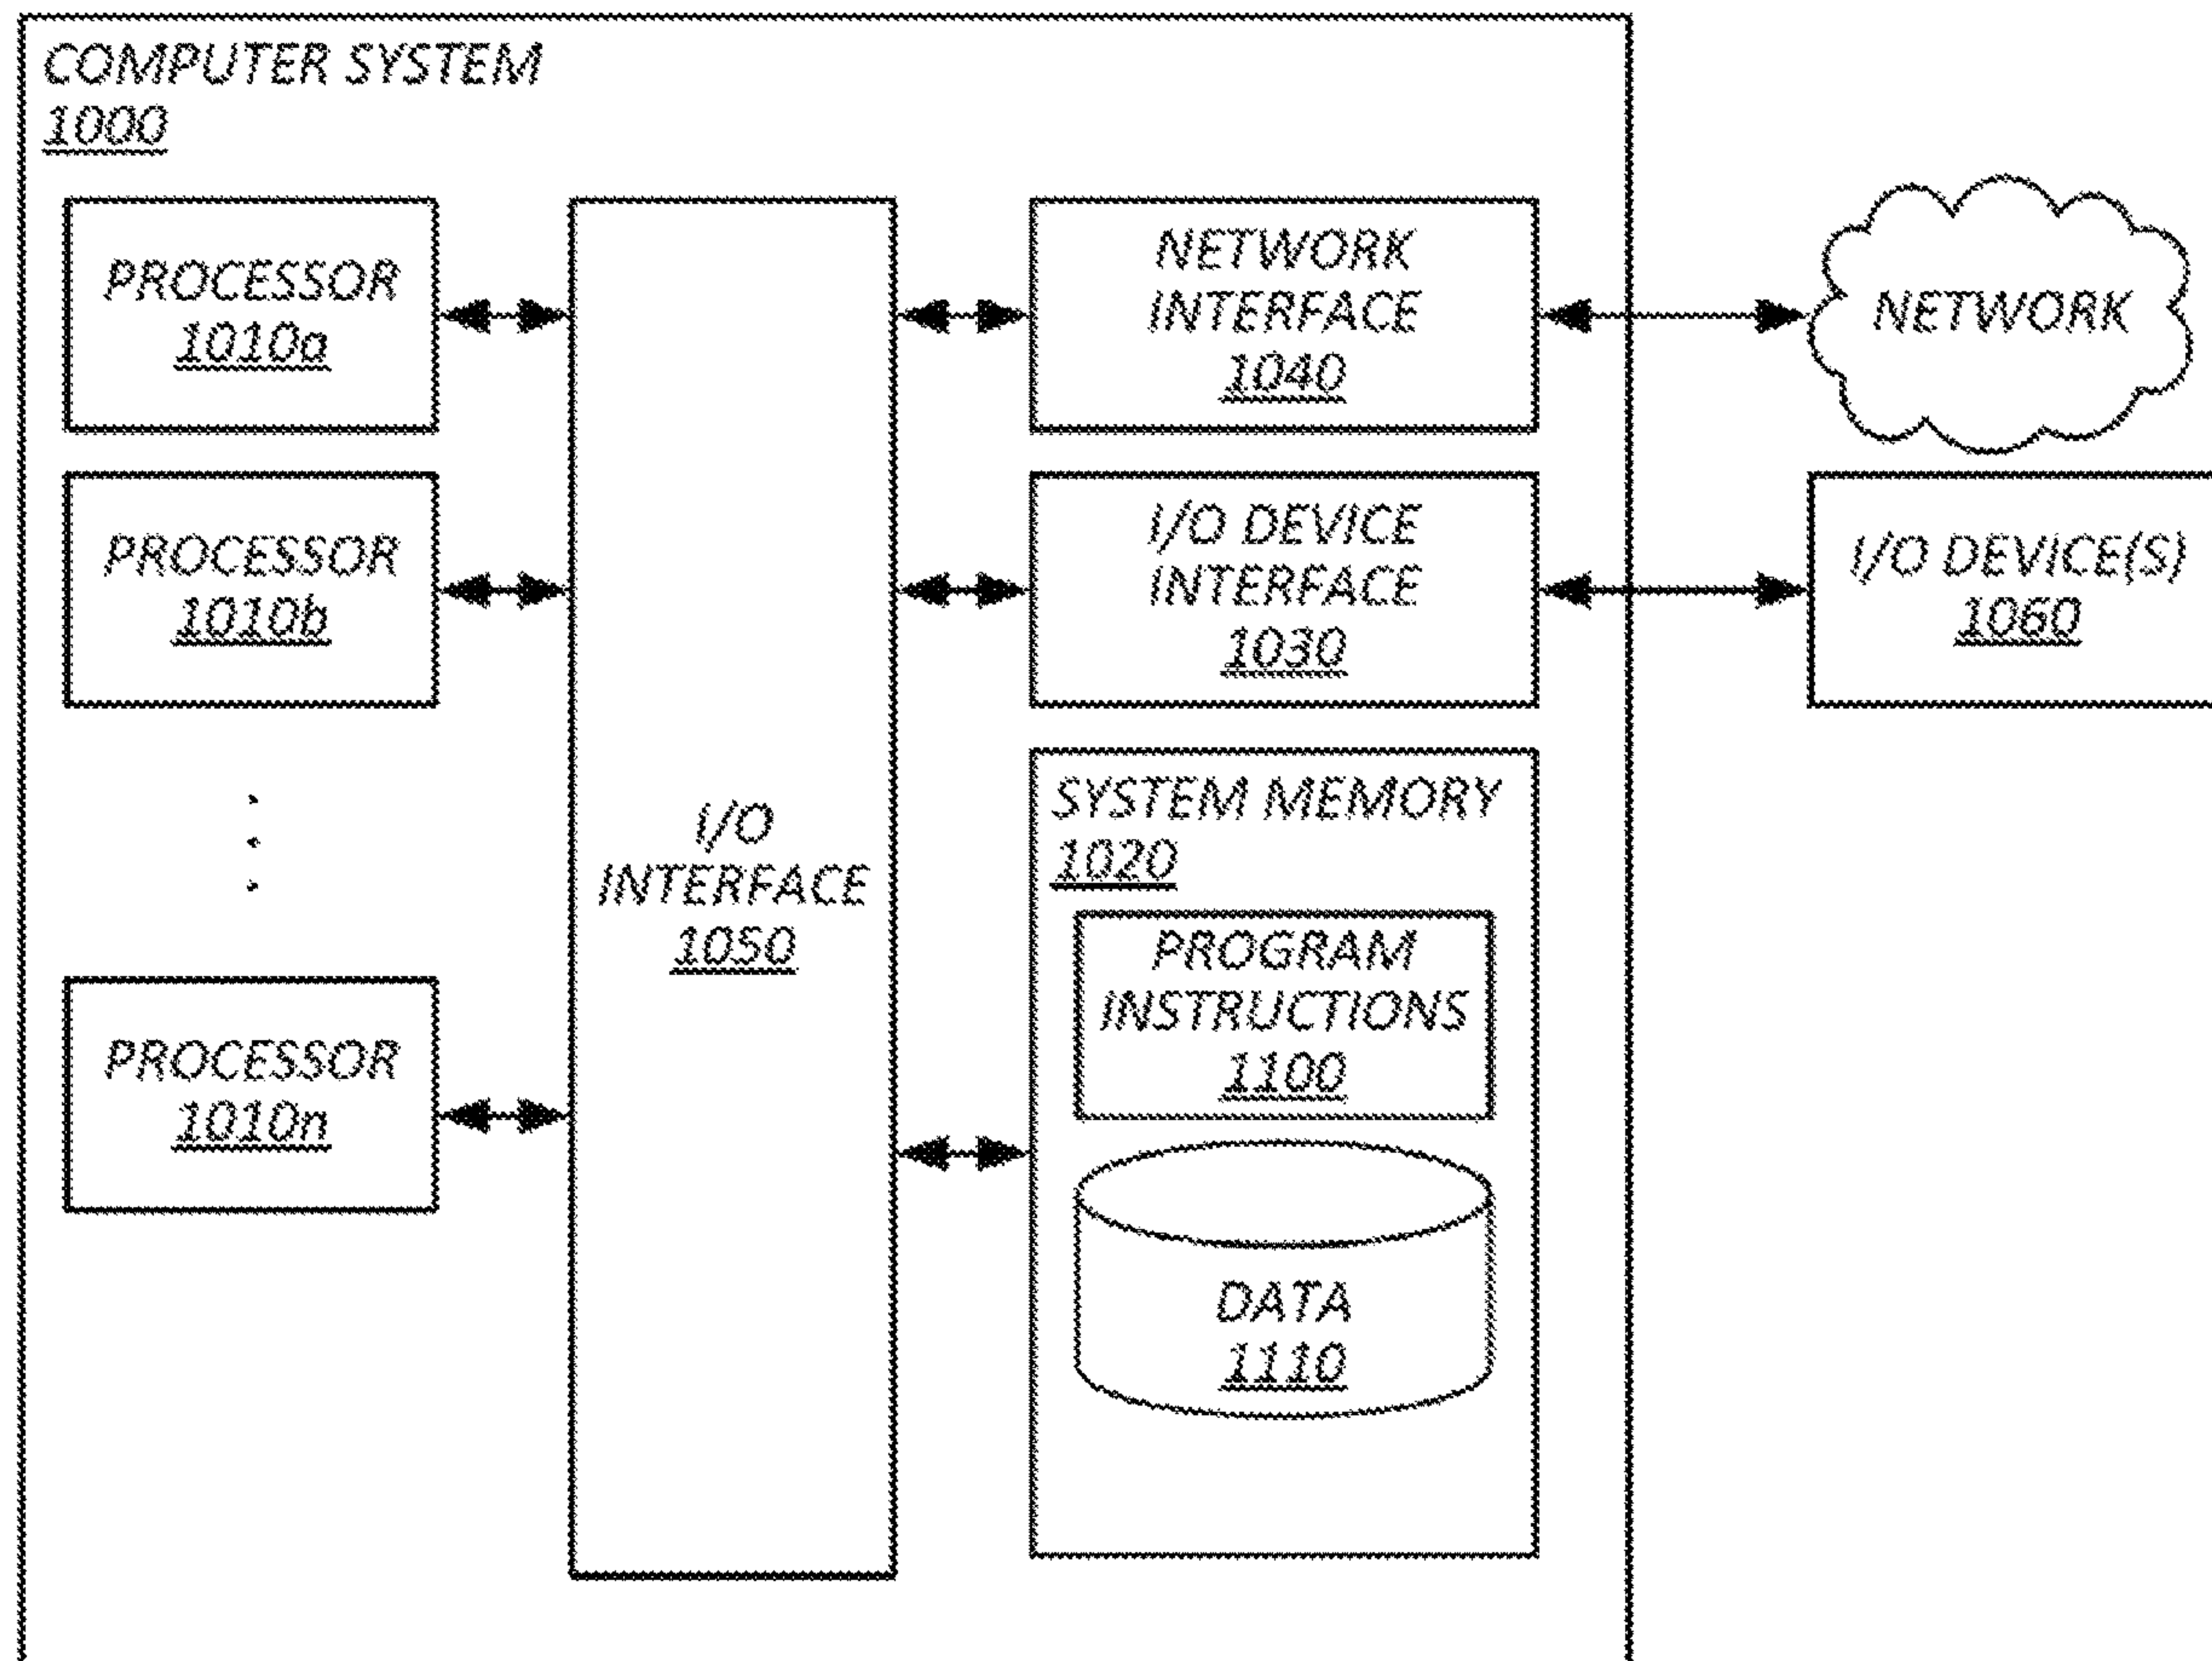 COMPUTER SYSTEM
1000
PROCESSOR
1010a
PROCESSOR
1010b
PROCESSOR
1010n
I/O
INTERFACE
1050
NETWORK
INTERFACE
1040
I/O DEVICE
INTERFACE
1030
SYSTEM MEMORY
1020
PROGRAM
INSTRUCTIONS
1100
DATA
1110
NETWORK
I/O DEVICE(S)
1060